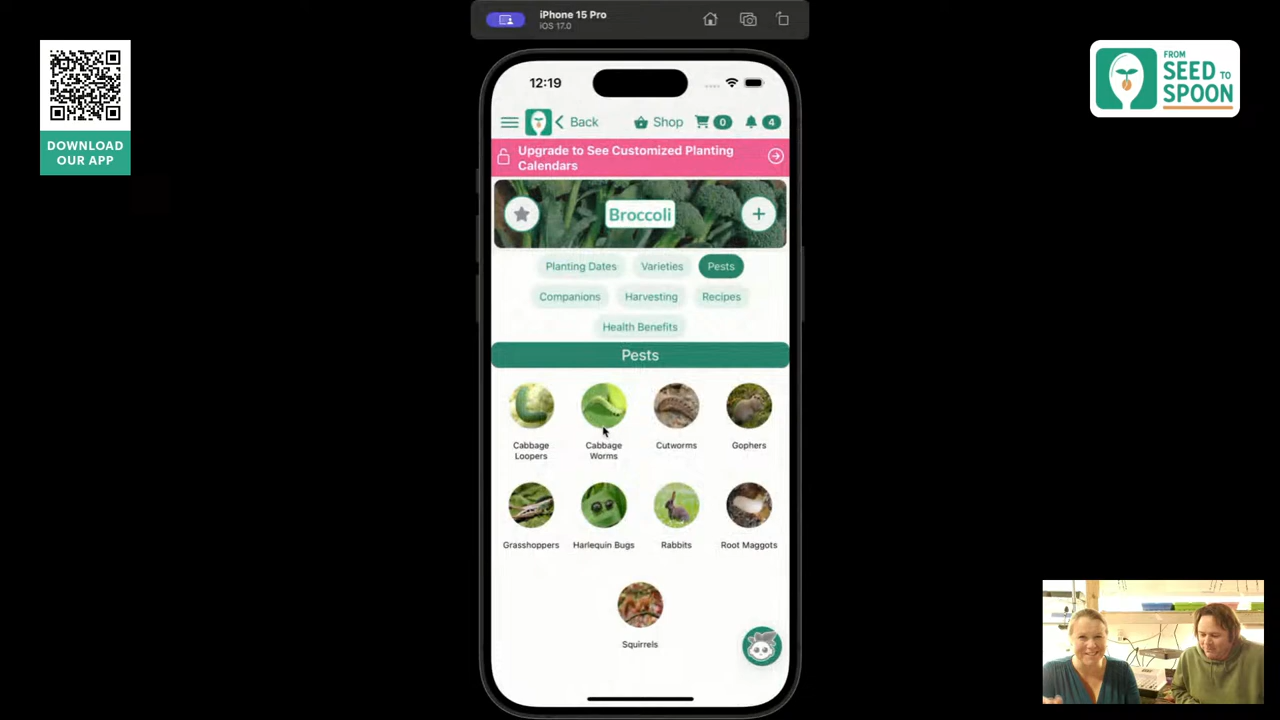 iPhone 15 Pro
iOS 17.0
DOWNLOAD
OUR APP
FROM
SEED TO
SPOON
12:19
Back
Shop
0
4
Upgrade to See Customized Planting
Calendars
Broccoli
Planting Dates
Varieties
Pests
Companions
Harvesting
Recipes
Health Benefits
Pests
Cabbage
Loopers
Cabbage
Worms
Cutworms
Gophers
Grasshoppers
Harlequin Bugs
Rabbits
Root Maggots
Squirrels